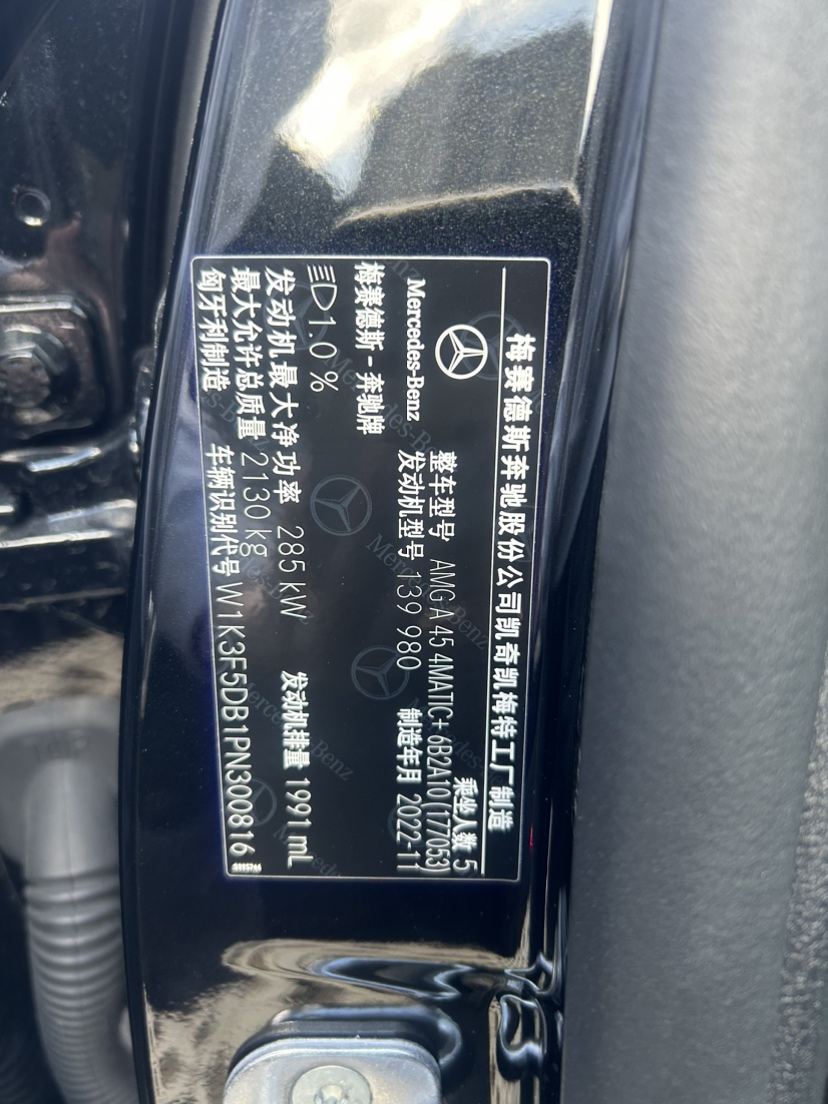 梅赛德斯奔驰股份公司凯奇凯梅特工厂制造
乘坐人数 5
Mercedes-Benz
整车型号 AMG A 45 4MATIC+ 6B2A10(177053)
发动机型号 139 980 制造年月 2022-11
梅赛德斯-奔驰牌
1.0 %
发动机最大净功率 285 kW 发动机排量 1991 mL
最大允许总质量 2130 kg
匈牙利制造 车辆识别代号 W1K3F5DB1PN300816